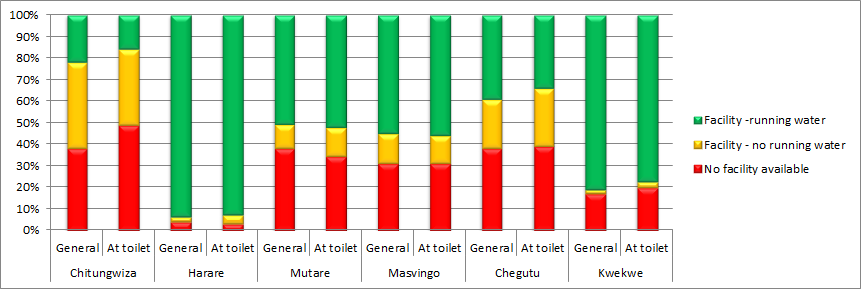 100%
90%
80%
70%
60%
50%
40%
30%
20%
10%
0%
General At toilet General At toilet General At toilet General At toilet General At toilet General At toilet
Chitungwiza Harare Mutare Masvingo Chegutu Kwekwe
Facility -running water
Facility - no running water
No facility available